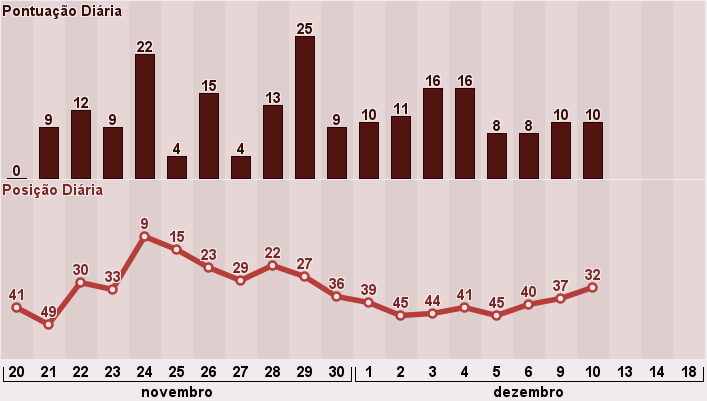 Pontuação Diária
0 9 12 9 22 4 15 4 13 25 9 10 11 16 16 8 8 10 10
Posição Diária
41 49 30 33 9 15 23 29 22 27 36 39 45 44 41 45 40 37 32
20 21 22 23 24 25 26 27 28 29 30 1 2 3 4 5 6 9 10 13 14 18
novembro dezembro